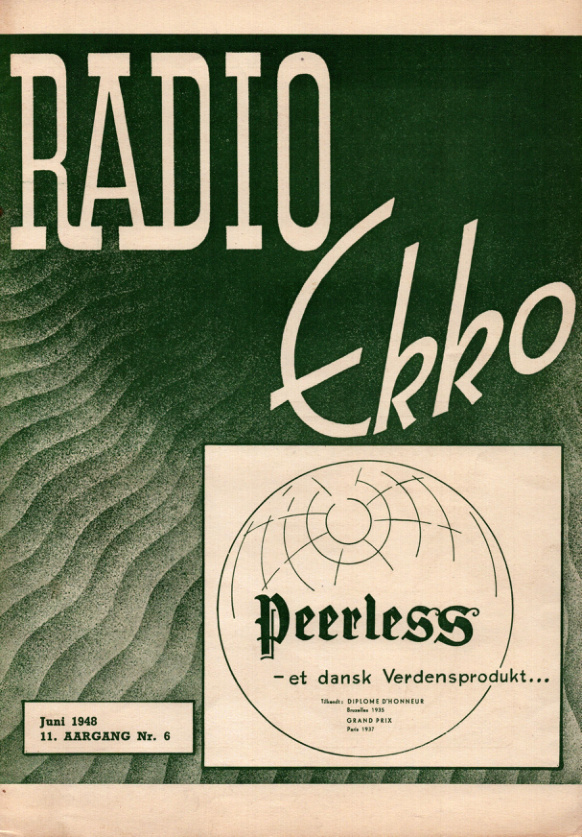 RADIO
Ekko
Peerless
- et dansk Verdensprodukt...
Tilkendt: DIPLOME D'HONNEUR
Bruxelles 1935
GRAND PRIX
Paris 1937
Juni 1948
11. AARGANG Nr. 6